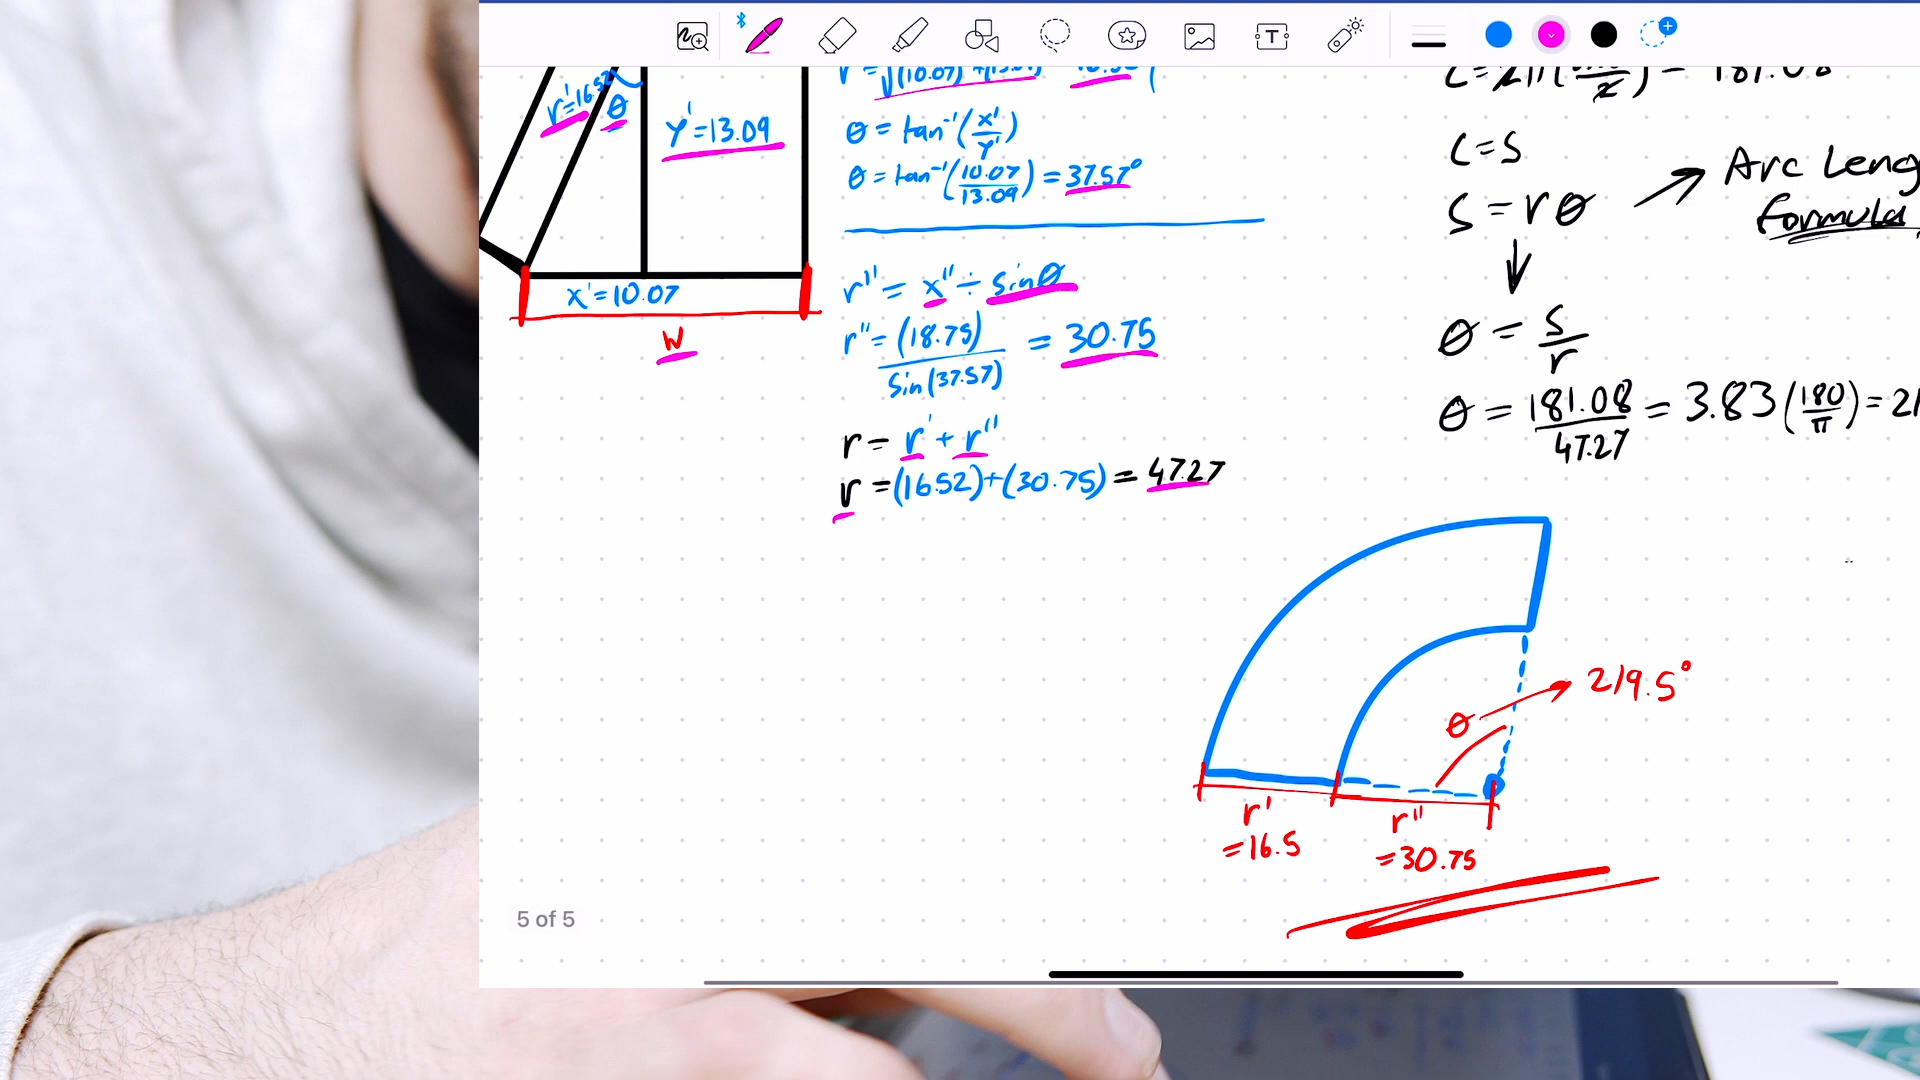 r'=16.52
θ
y'=13.09
x'=10.07
w
θ = tan⁻¹(x'/y')
θ = tan⁻¹(10.07/13.09) = 37.57°
r'' = x'' ÷ sinθ
r'' = (18.75)/sin(37.57) = 30.75
r = r' + r''
r = (16.52)+(30.75) = 47.27
C=S
S = rθ
Arc
formula
θ = S/r
θ = 181.08/47.27 = 3.83(180/π) = 21
θ
219.5°
r'
=16.5
r''
=30.75
5 of 5
T